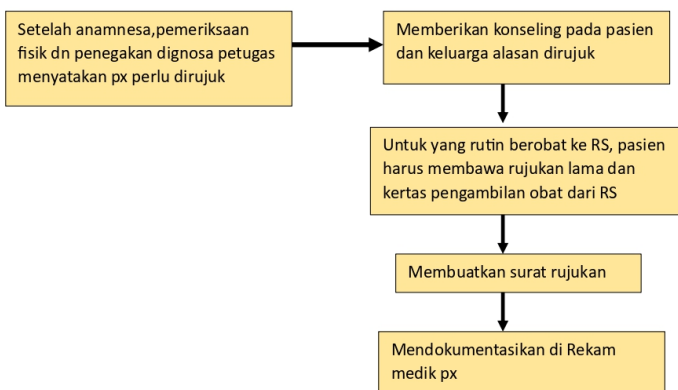 Setelah anamnesa,pemeriksaan
fisik dn penegakan dignosa petugas
menyatakan px perlu dirujuk
Memberikan konseling pada pasien
dan keluarga alasan dirujuk
Untuk yang rutin berobat ke RS, pasien
harus membawa rujukan lama dan
kertas pengambilan obat dari RS
Membuatkan surat rujukan
Mendokumentasikan di Rekam
medik px